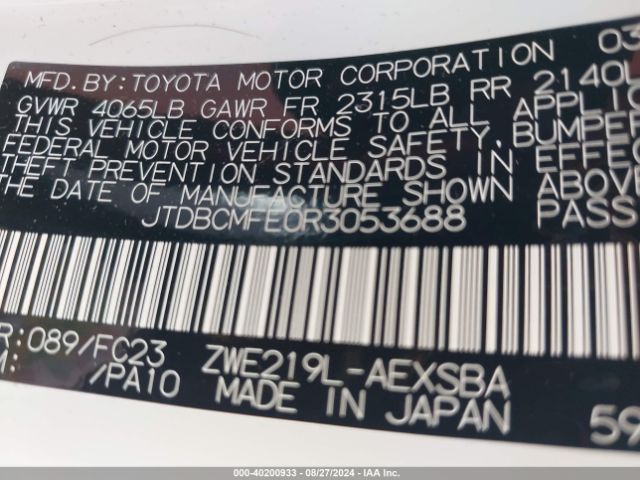 MFD. BY: TOYOTA MOTOR CORPORATION 03
GVWR 4065LB GAWR FR 2315LB RR 2140L
THIS VEHICLE CONFORMS TO ALL APPLIC
FEDERAL MOTOR VEHICLE SAFETY, BUMPER
THEFT PREVENTION STANDARDS IN EFFEC
THE DATE OF MANUFACTURE SHOWN ABOVE
JTDBCMFE0R3053688 PASS
R: 089/FC23 ZWE219L-AEXSBA
M: /PA10 MADE IN JAPAN 59
000-40200933 - 08/27/2024 - IAA Inc.